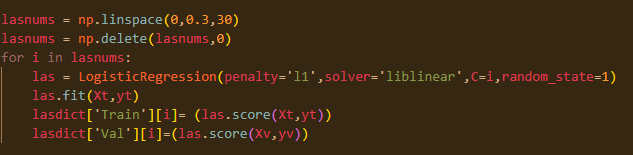 lasnums = np.linspace(0,0.3,30)
lasnums = np.delete(lasnums,0)
for i in lasnums:
    las = LogisticRegression(penalty='l1',solver='liblinear',C=i,random_state=1)
    las.fit(Xt,yt)
    lasdict['Train'][i]= (las.score(Xt,yt))
    lasdict['Val'][i]=(las.score(Xv,yv))